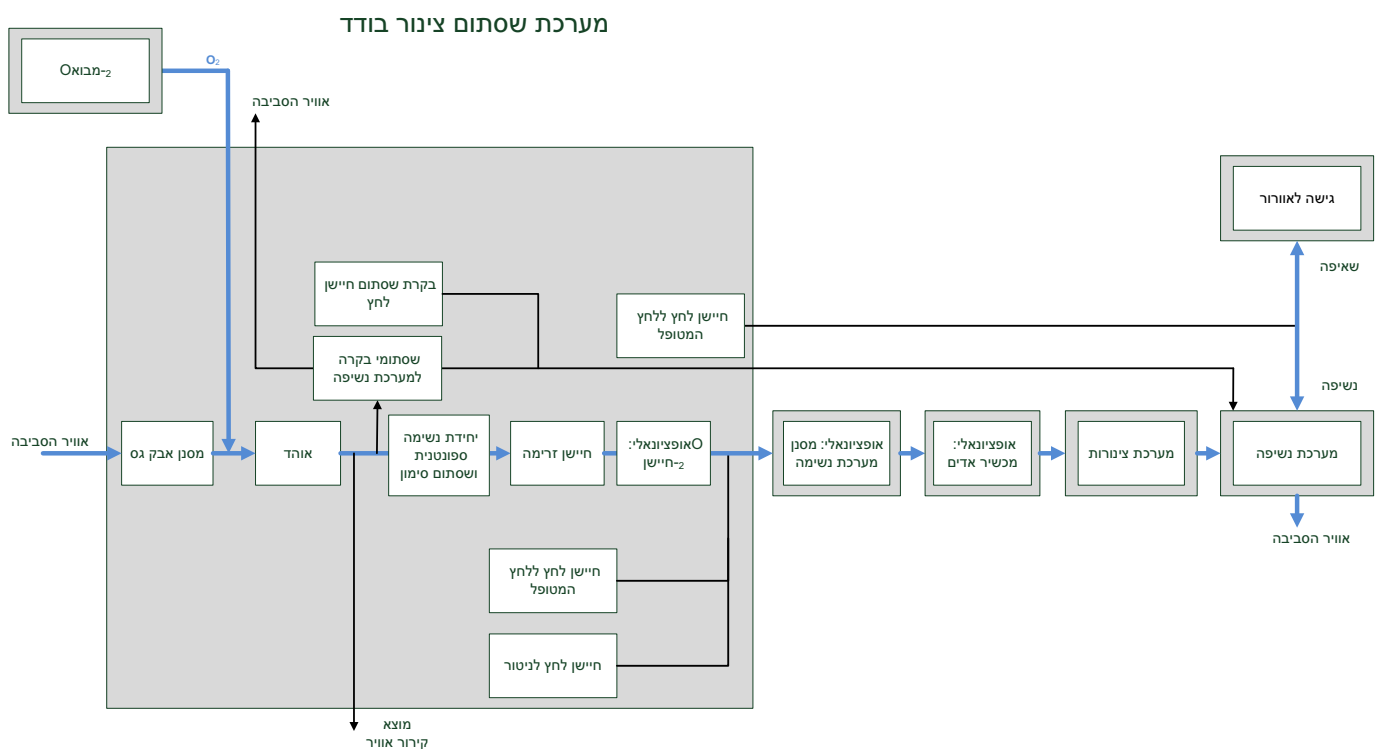 מערכת שסתום צינור בודד
O₂-מבוא
O₂
אוויר הסביבה
גישה לאוורור
שאיפה
בקרת שסתום חיישן
לחץ
חיישן לחץ ללחץ
המטופל
שסתומי בקרה
למערכת נשיפה
נשיפה
אוויר הסביבה
מסנן אבק גס
אוהד
יחידת נשימה
ספונטנית
ושסתום סימון
חיישן זרימה
אופציונאלי:O
₂-חיישן
אופציונאלי: מסנן
מערכת נשימה
אופציונאלי:
מכשיר אדים
מערכת צינורות
מערכת נשיפה
אוויר הסביבה
חיישן לחץ ללחץ
המטופל
חיישן לחץ לניטור
מוצא
קירור אוויר